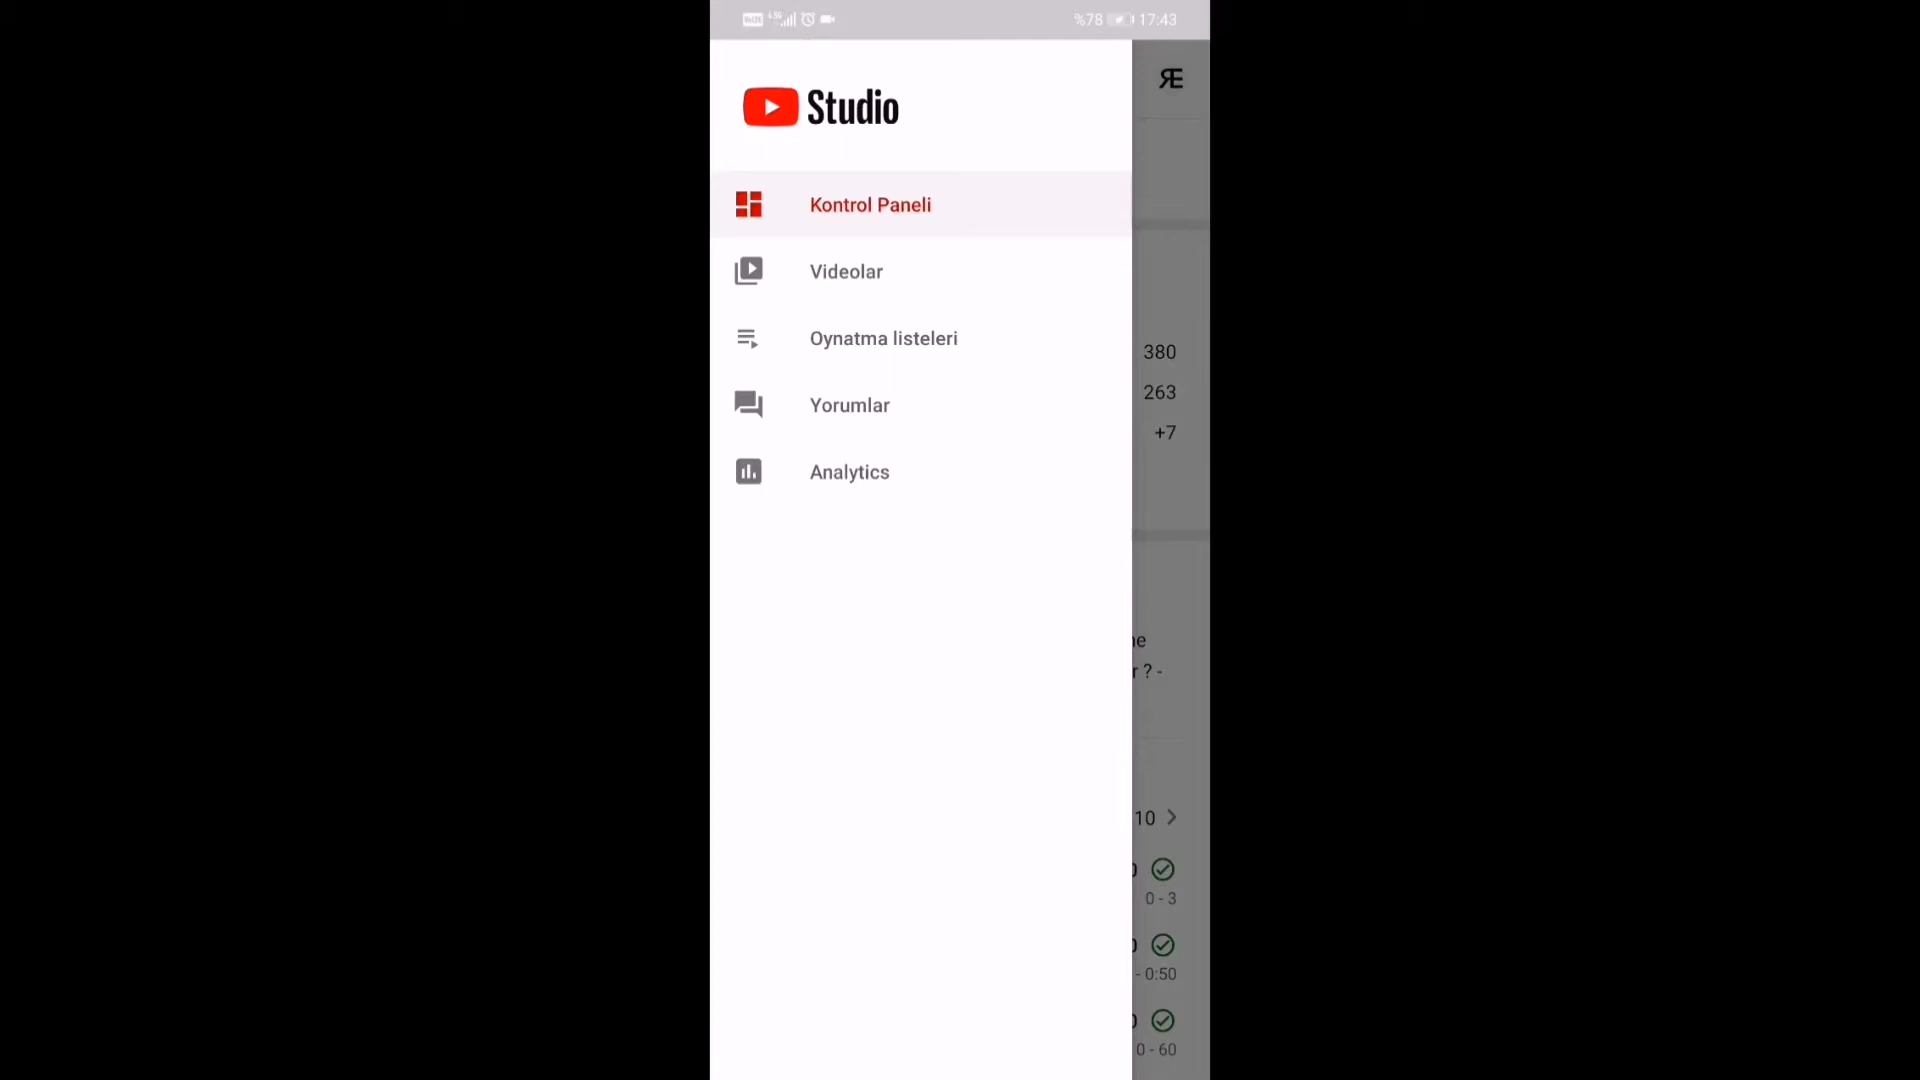 %78 17:43
Studio
Kontrol Paneli
Videolar
Oynatma listeleri
Yorumlar
Analytics
380
263
+7
? -
10
0 - 3
- 0:50
0 - 60